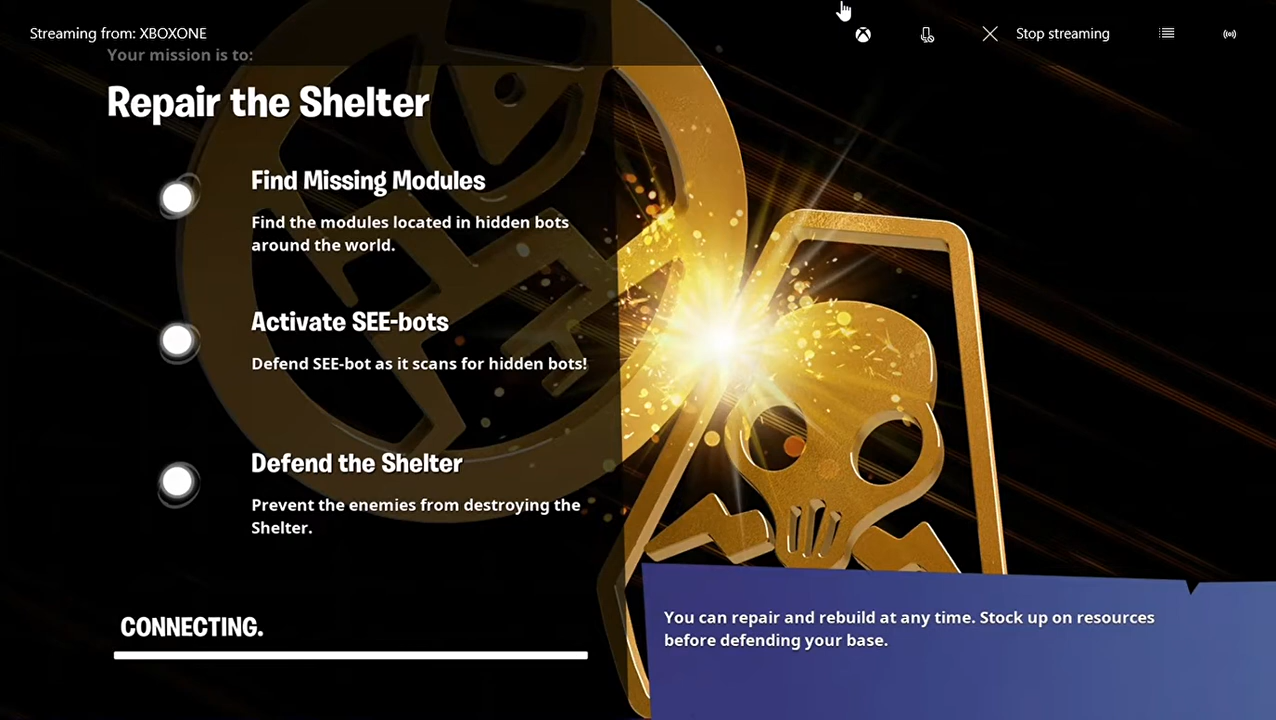 Streaming from: XBOXONE
Stop streaming
Your mission is to:
Repair the Shelter
Find Missing Modules
Find the modules located in hidden bots
around the world.
Activate SEE-bots
Defend SEE-bot as it scans for hidden bots!
Defend the Shelter
Prevent the enemies from destroying the
Shelter.
CONNECTING.
You can repair and rebuild at any time. Stock up on resources
before defending your base.